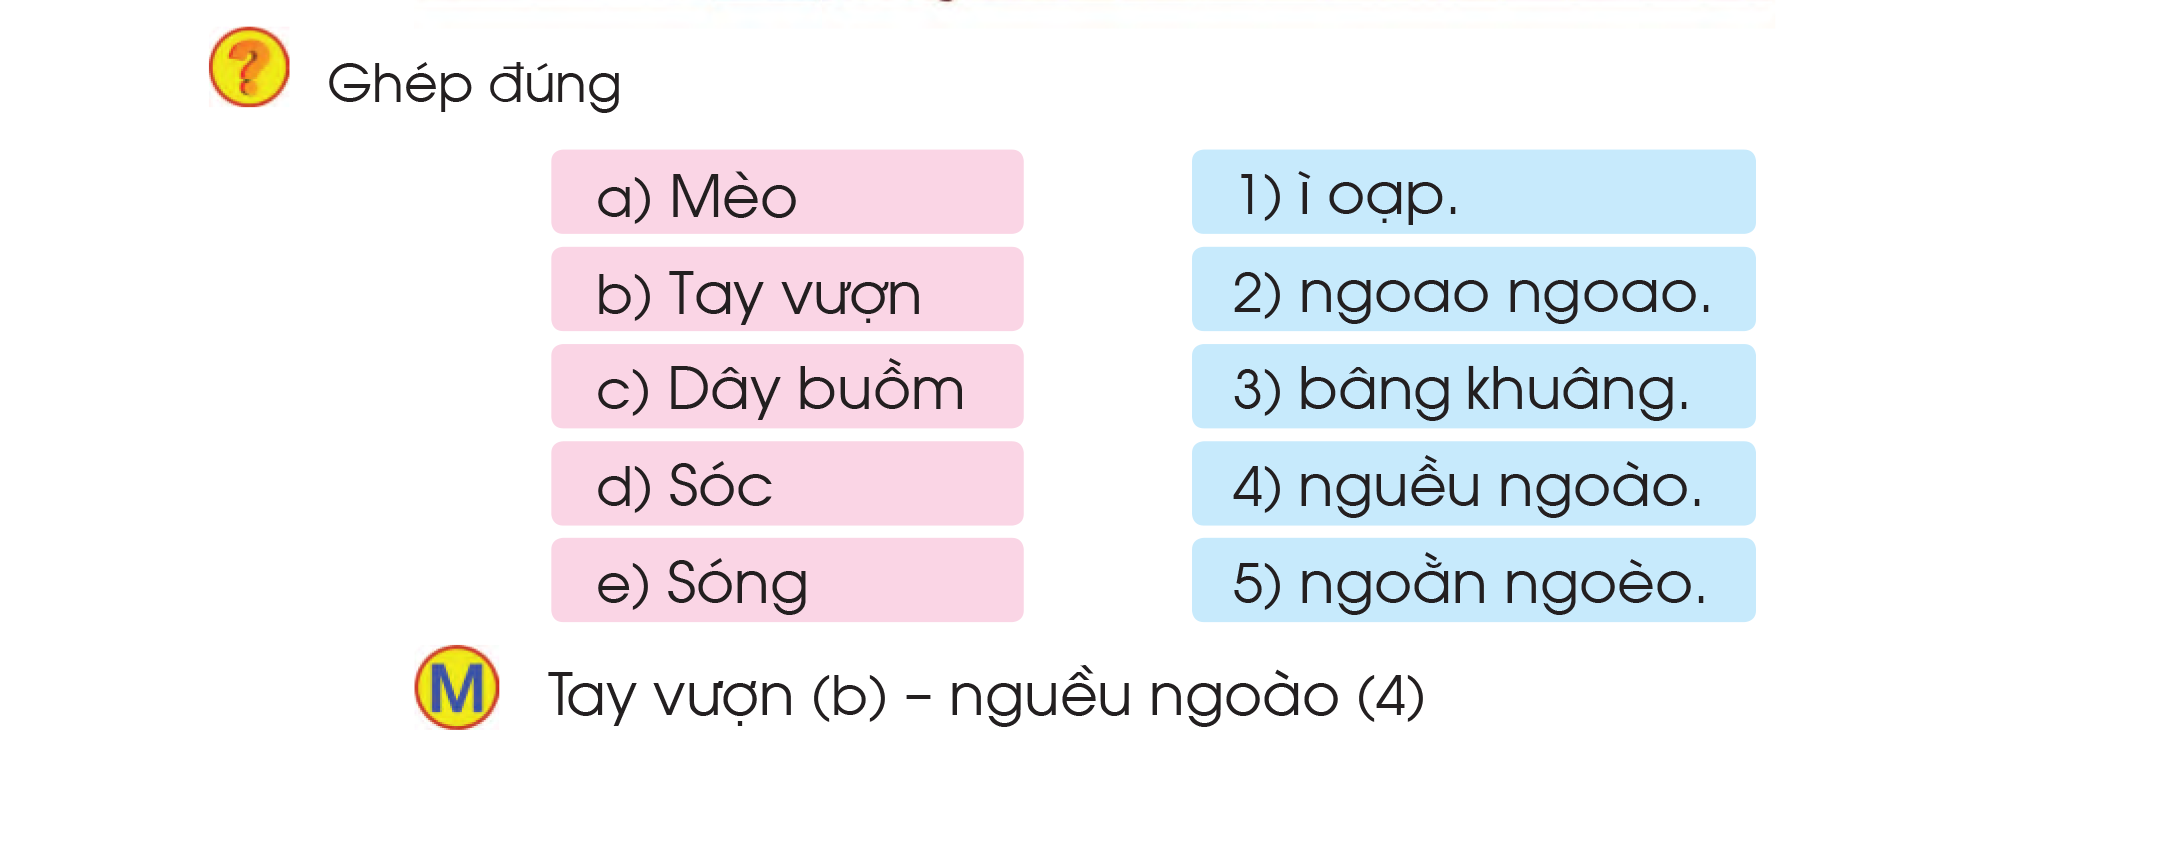 ?
Ghép đúng
a) Mèo
1) ì oạp.
b) Tay vượn
2) ngoao ngoao.
c) Dây buồm
3) bâng khuâng.
d) Sóc
4) nguều ngoào.
e) Sóng
5) ngoằn ngoèo.
M
Tay vượn (b) – nguều ngoào (4)